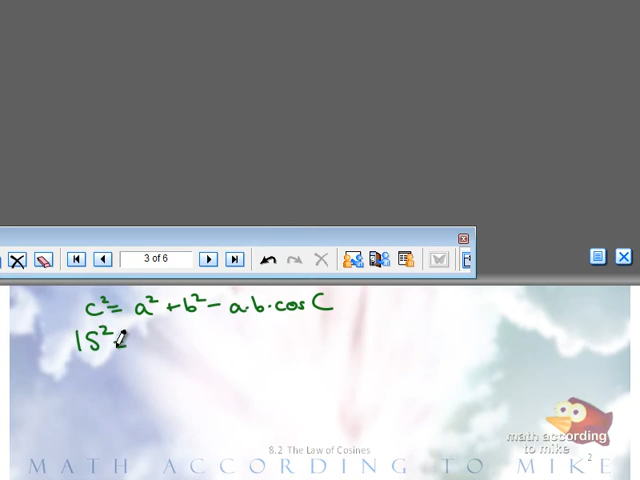 3 of 6
c²= a² + b² - a·b·cos C
15²
math according
to mike
8.2 The Law of Cosines
2
MATH ACCORDING TO MIKE